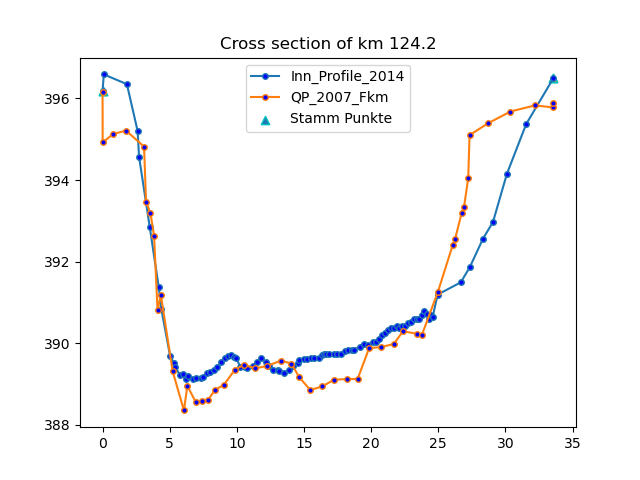 Cross section of km 124.2
Inn_Profile_2014
QP_2007_Fkm
Stamm Punkte
396
394
392
390
388
0 5 10 15 20 25 30 35